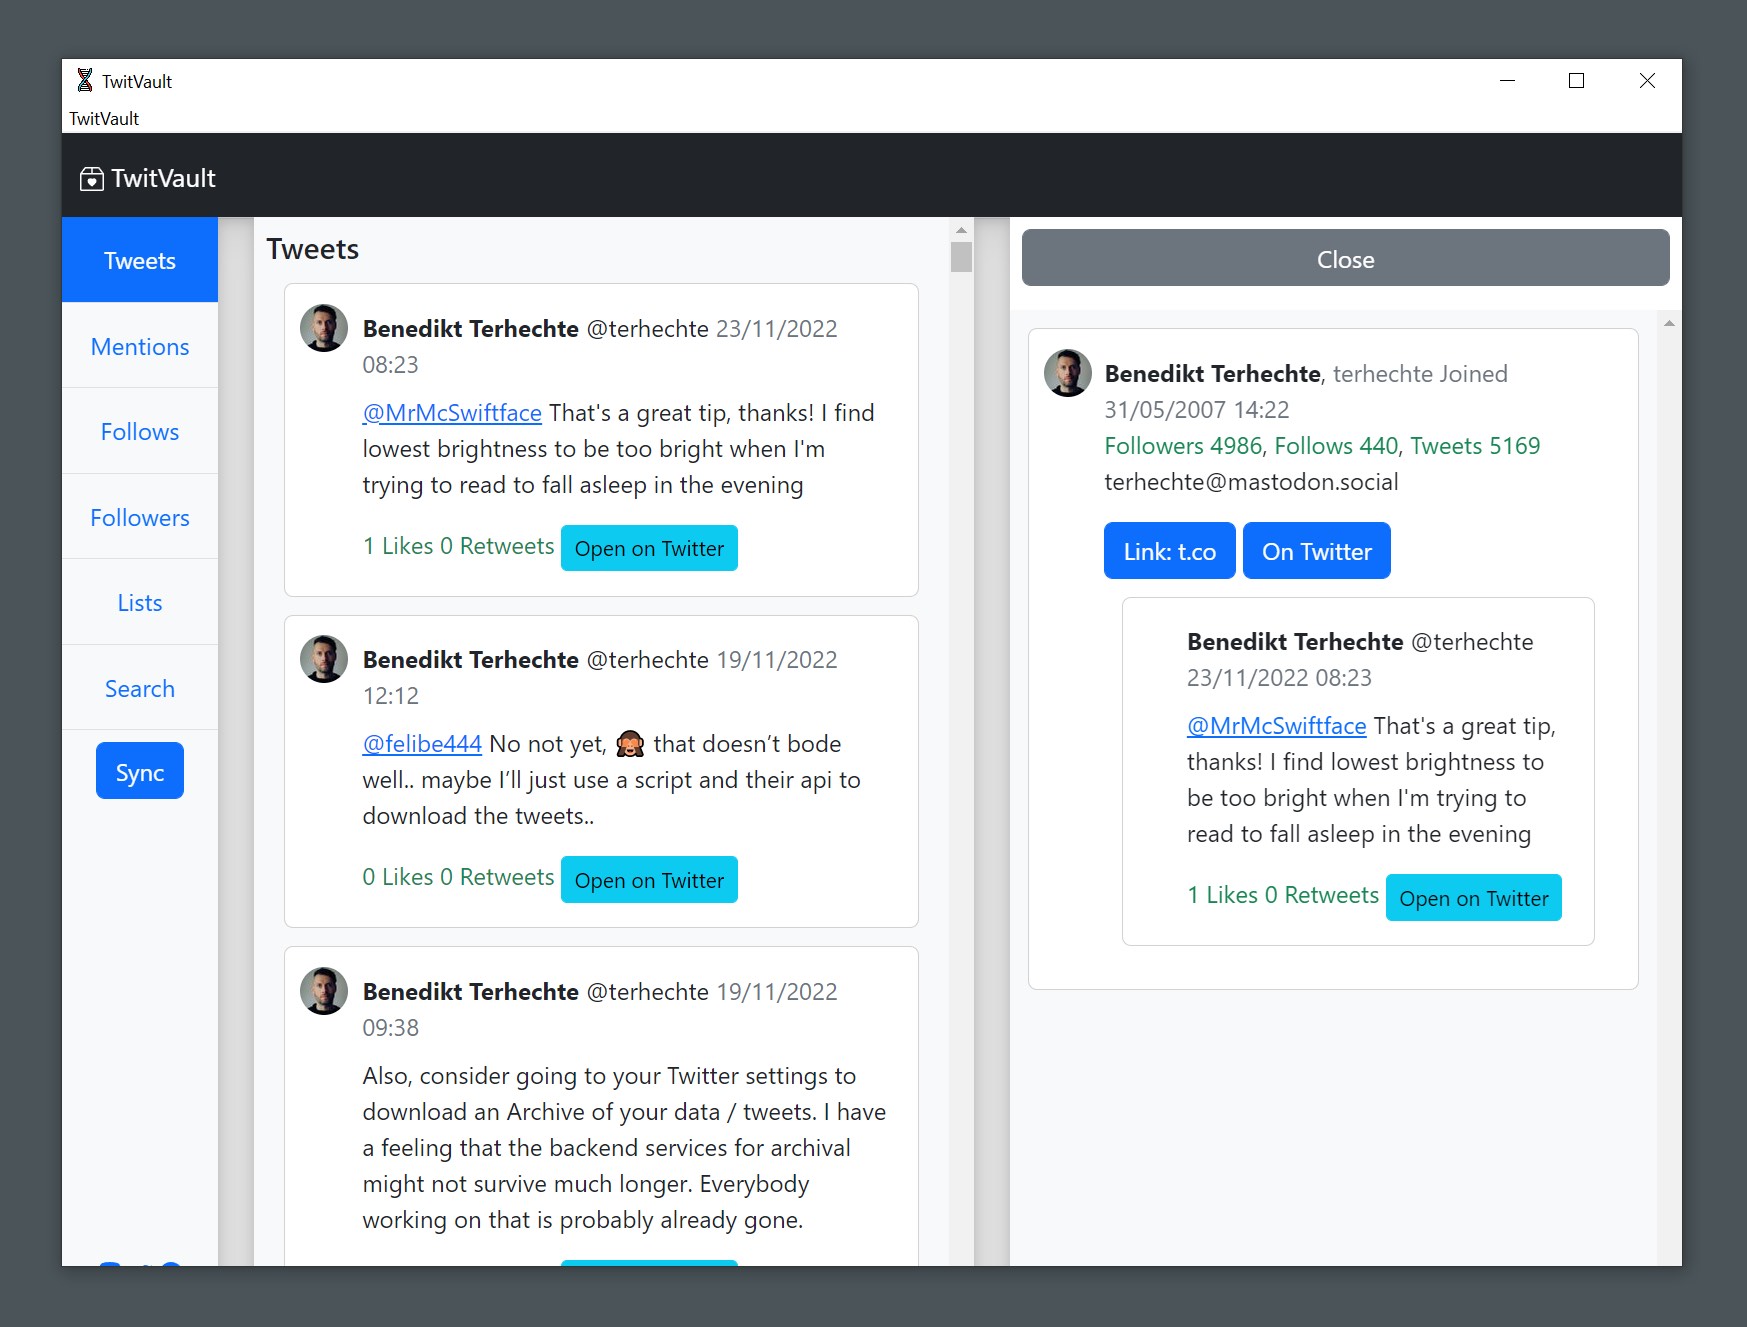 TwitVault
TwitVault
TwitVault
Tweets
Mentions
Follows
Followers
Lists
Search
Sync
Tweets
Benedikt Terhechte @terhechte 23/11/2022
08:23
@MrMcSwiftface That's a great tip, thanks! I find
lowest brightness to be too bright when I'm
trying to read to fall asleep in the evening
1 Likes 0 Retweets Open on Twitter
Benedikt Terhechte @terhechte 19/11/2022
12:12
@felibe444 No not yet, 🙈 that doesn’t bode
well.. maybe I’ll just use a script and their api to
download the tweets..
0 Likes 0 Retweets Open on Twitter
Benedikt Terhechte @terhechte 19/11/2022
09:38
Also, consider going to your Twitter settings to
download an Archive of your data / tweets. I have
a feeling that the backend services for archival
might not survive much longer. Everybody
working on that is probably already gone.
Close
Benedikt Terhechte, terhechte Joined
31/05/2007 14:22
Followers 4986, Follows 440, Tweets 5169
terhechte@mastodon.social
Link: t.co On Twitter
Benedikt Terhechte @terhechte
23/11/2022 08:23
@MrMcSwiftface That's a great tip,
thanks! I find lowest brightness to
be too bright when I'm trying to
read to fall asleep in the evening
1 Likes 0 Retweets Open on Twitter